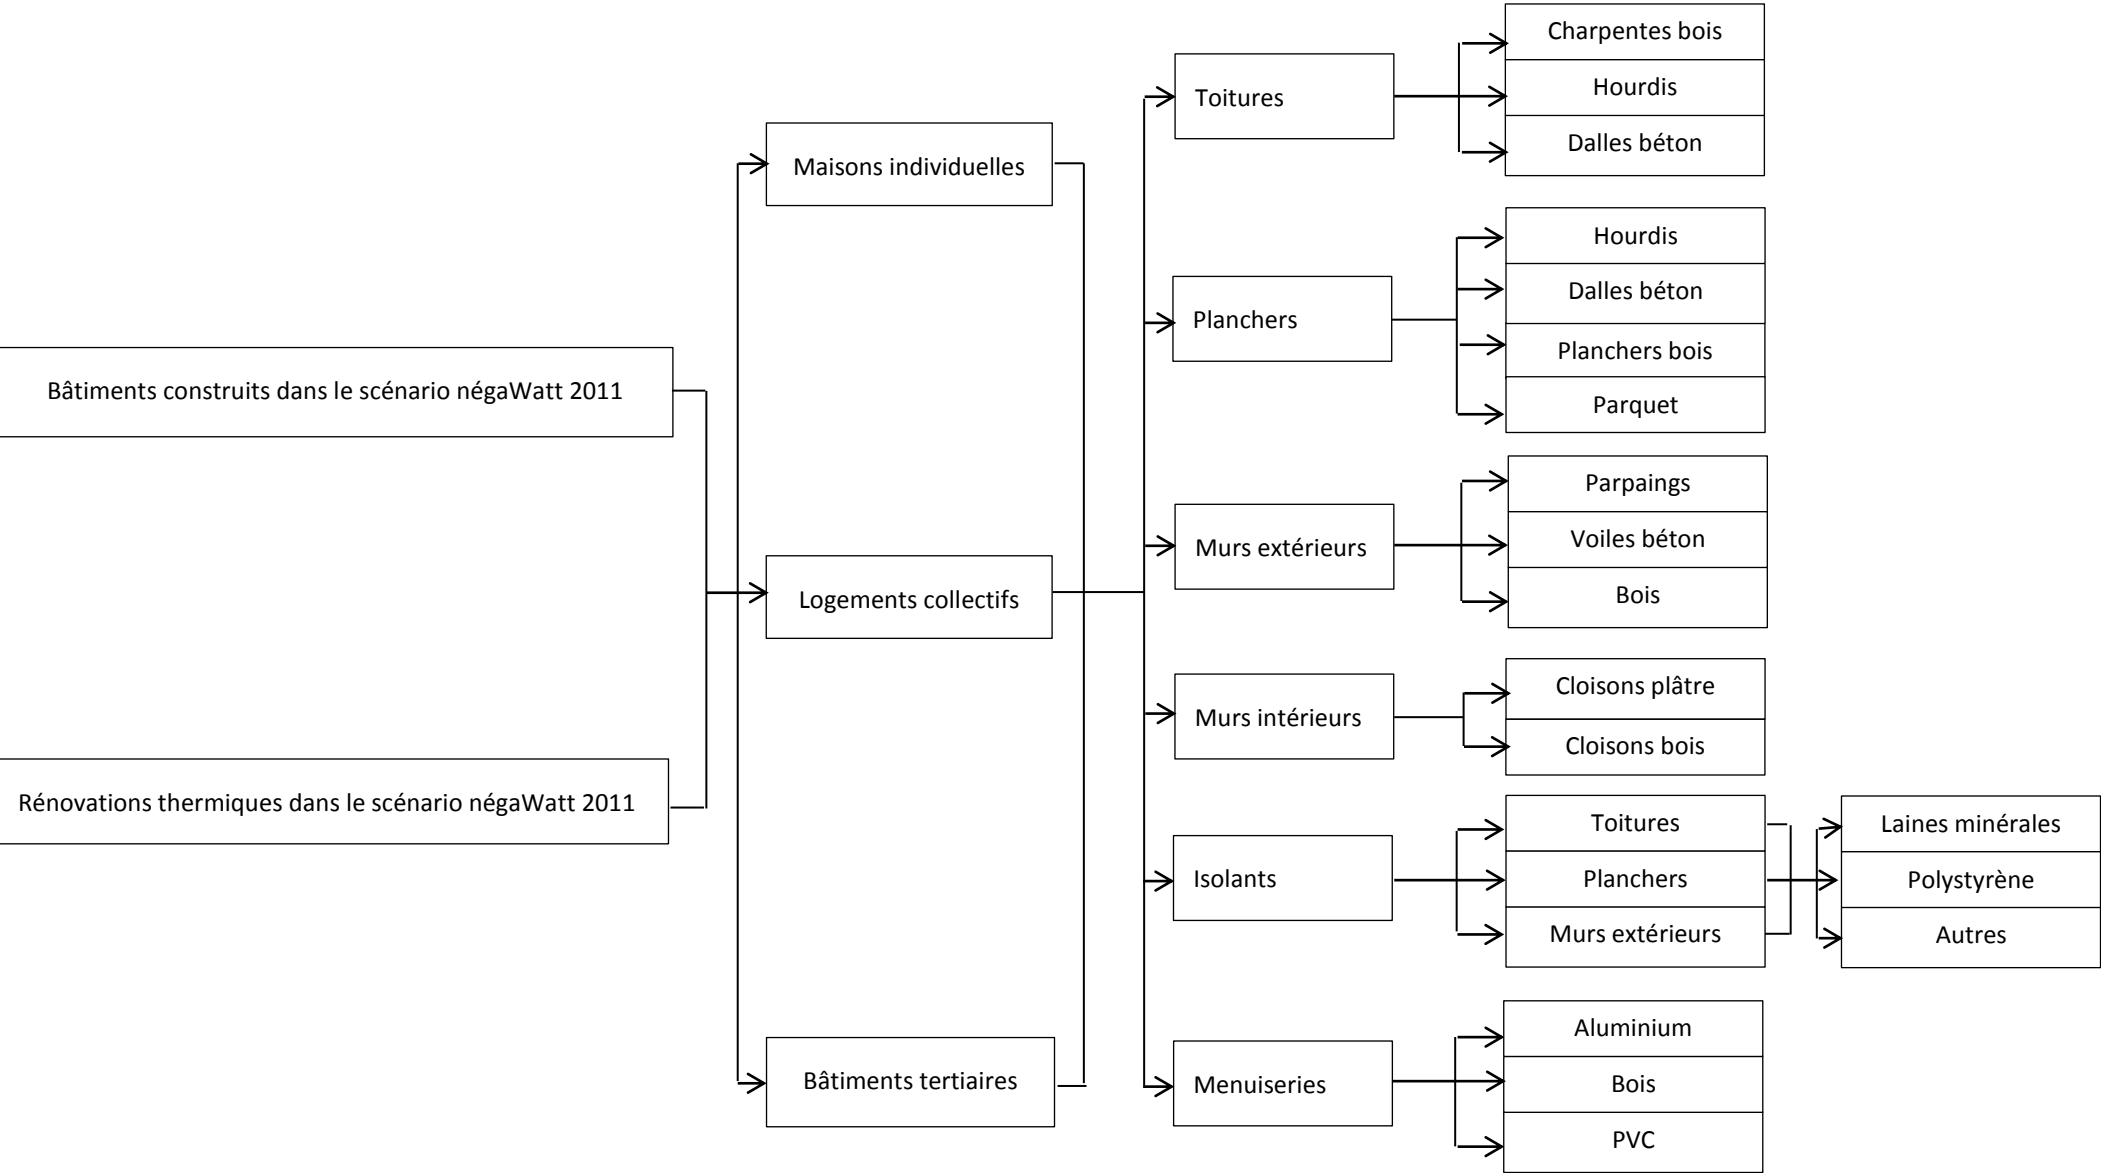 Bâtiments construits dans le scénario négaWatt 2011
Rénovations thermiques dans le scénario négaWatt 2011
Maisons individuelles
Logements collectifs
Bâtiments tertiaires
Toitures
Charpentes bois
Hourdis
Dalles béton
Planchers
Hourdis
Dalles béton
Planchers bois
Parquet
Murs extérieurs
Parpaings
Voiles béton
Bois
Murs intérieurs
Cloisons plâtre
Cloisons bois
Isolants
Toitures
Planchers
Murs extérieurs
Laines minérales
Polystyrène
Autres
Menuiseries
Aluminium
Bois
PVC